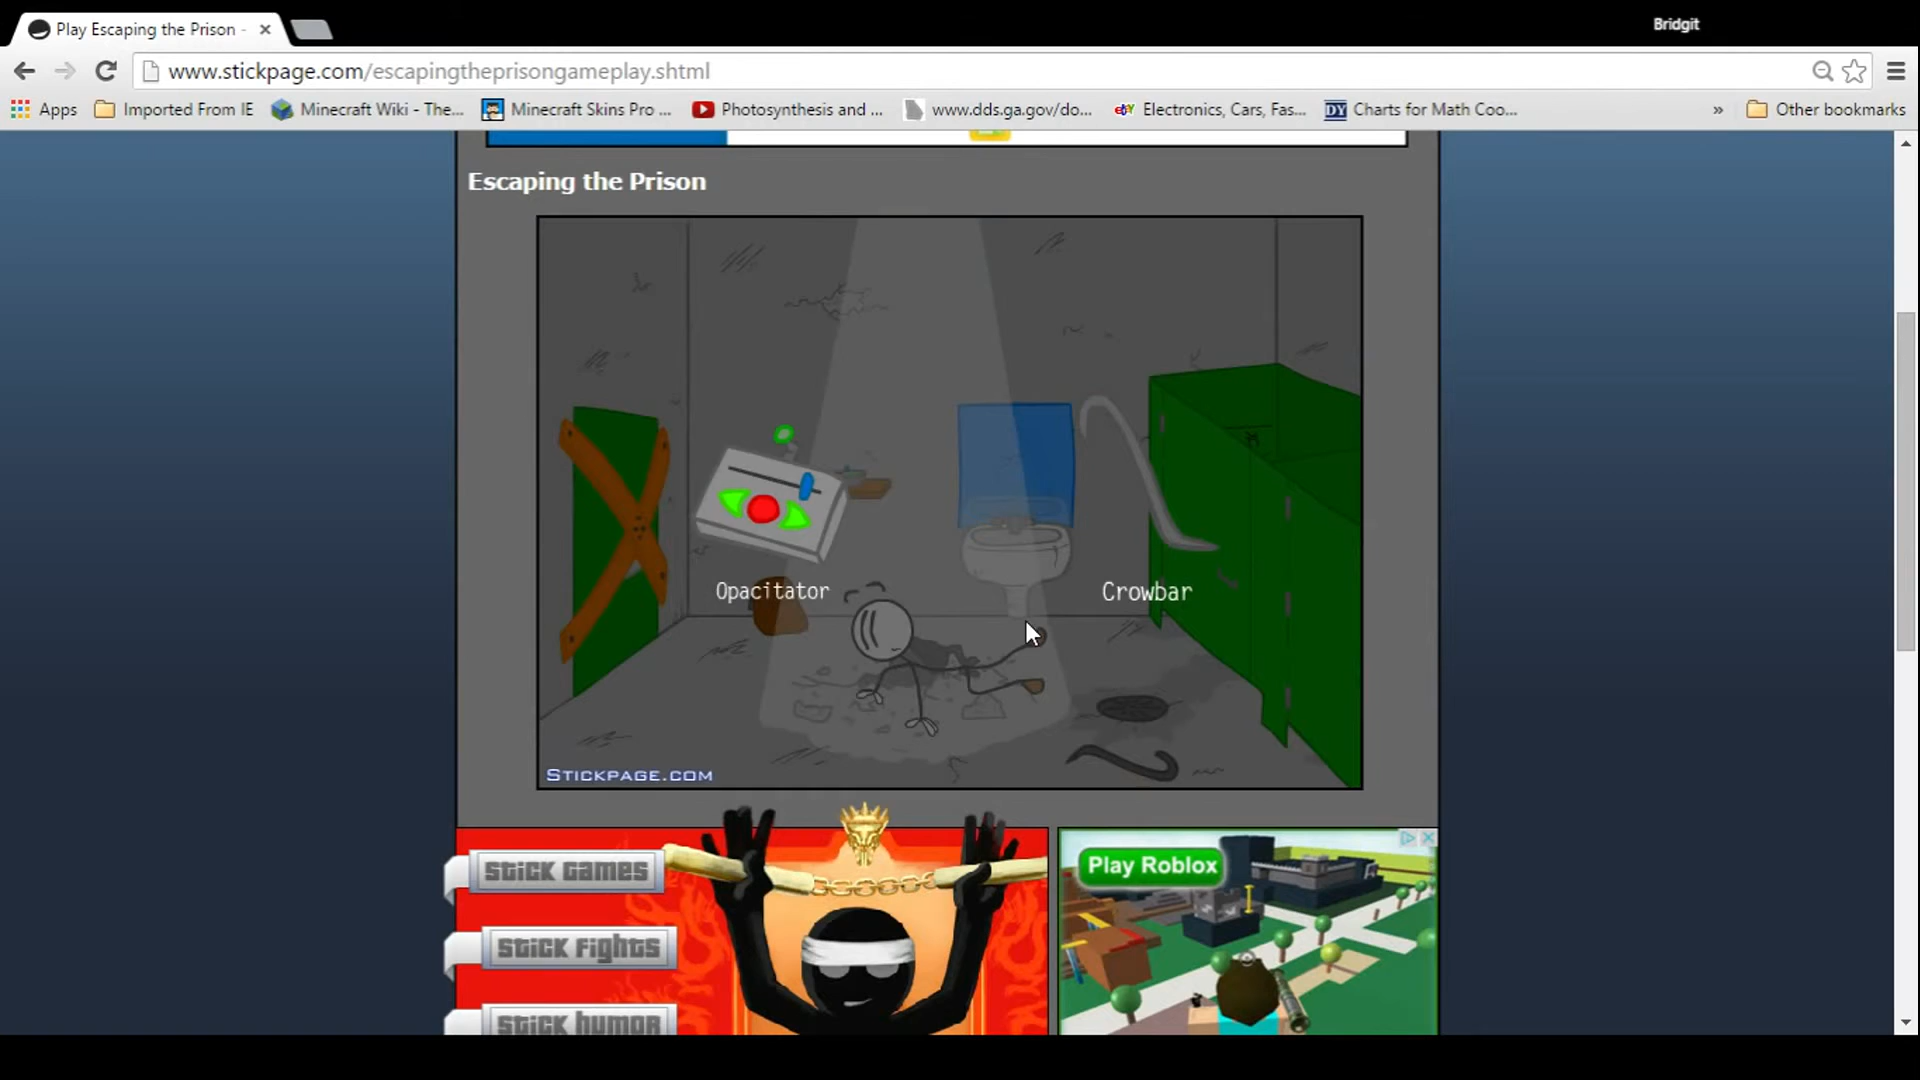 Play Escaping the Prison -
Bridgit
www.stickpage.com/escapingtheprisongameplay.shtml
Apps Imported From IE Minecraft Wiki - The... Minecraft Skins Pro ... Photosynthesis and ... www.dds.ga.gov/do... ebY Electronics, Cars, Fas... DY Charts for Math Coo... » Other bookmarks
Escaping the Prison
Opacitator
Crowbar
STICKPAGE.COM
Stick Games
Play Roblox
Stick Fights
Stick Humor